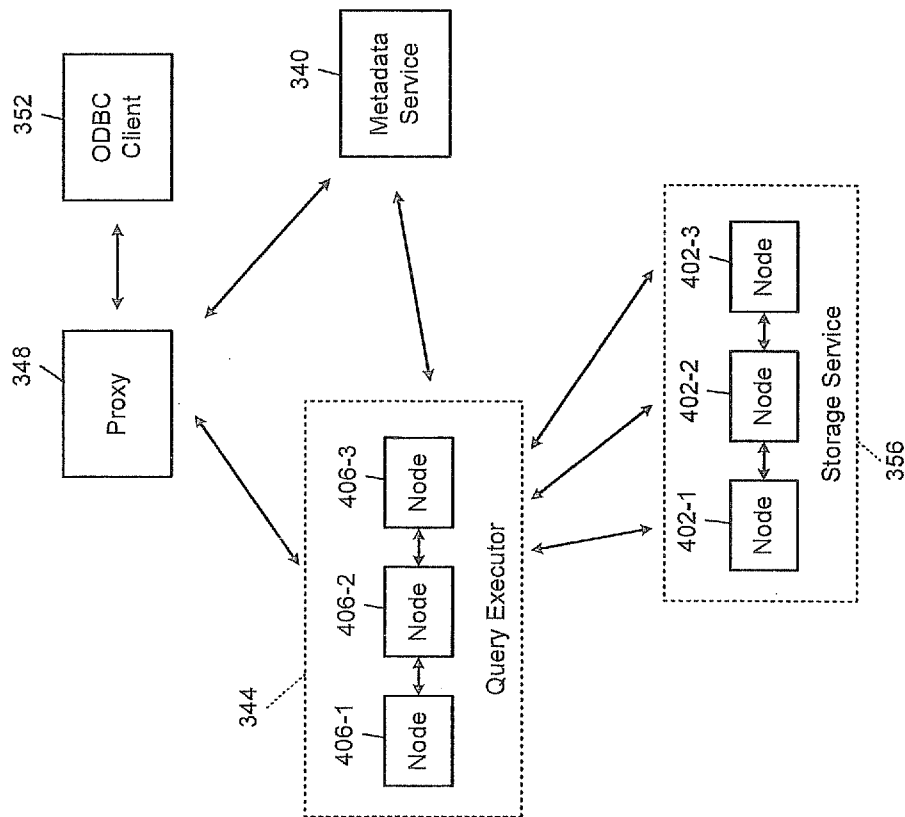 352
ODBC
Client
340
Metadata
Service
348
Proxy
344
406-1
406-2
406-3
Node
Node
Node
Query Executor
402-1
402-2
402-3
Node
Node
Node
Storage Service
356